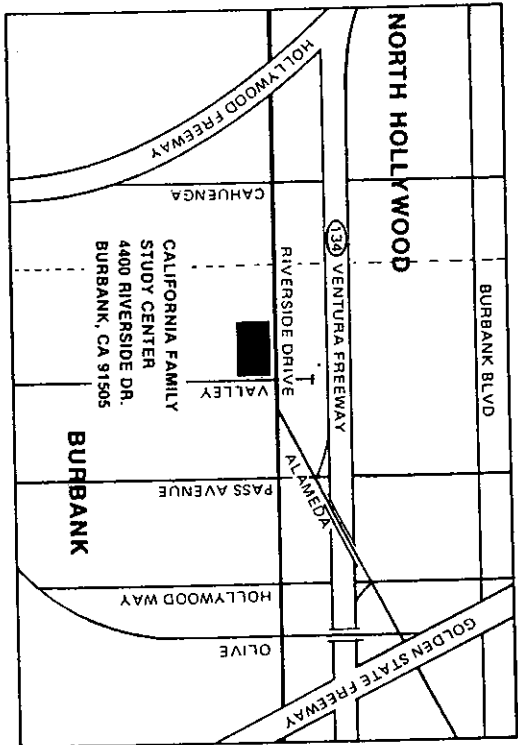 NORTH HOLLYWOOD
BURBANK BLVD
134 VENTURA FREEWAY
HOLLYWOOD FREEWAY
RIVERSIDE DRIVE
CAHUENGA
CALIFORNIA FAMILY
STUDY CENTER
4400 RIVERSIDE DR.
BURBANK, CA 91505
VALLEY
ALAMEDA
BURBANK
PASS AVENUE
HOLLYWOOD WAY
OLIVE
GOLDEN STATE FREEWAY